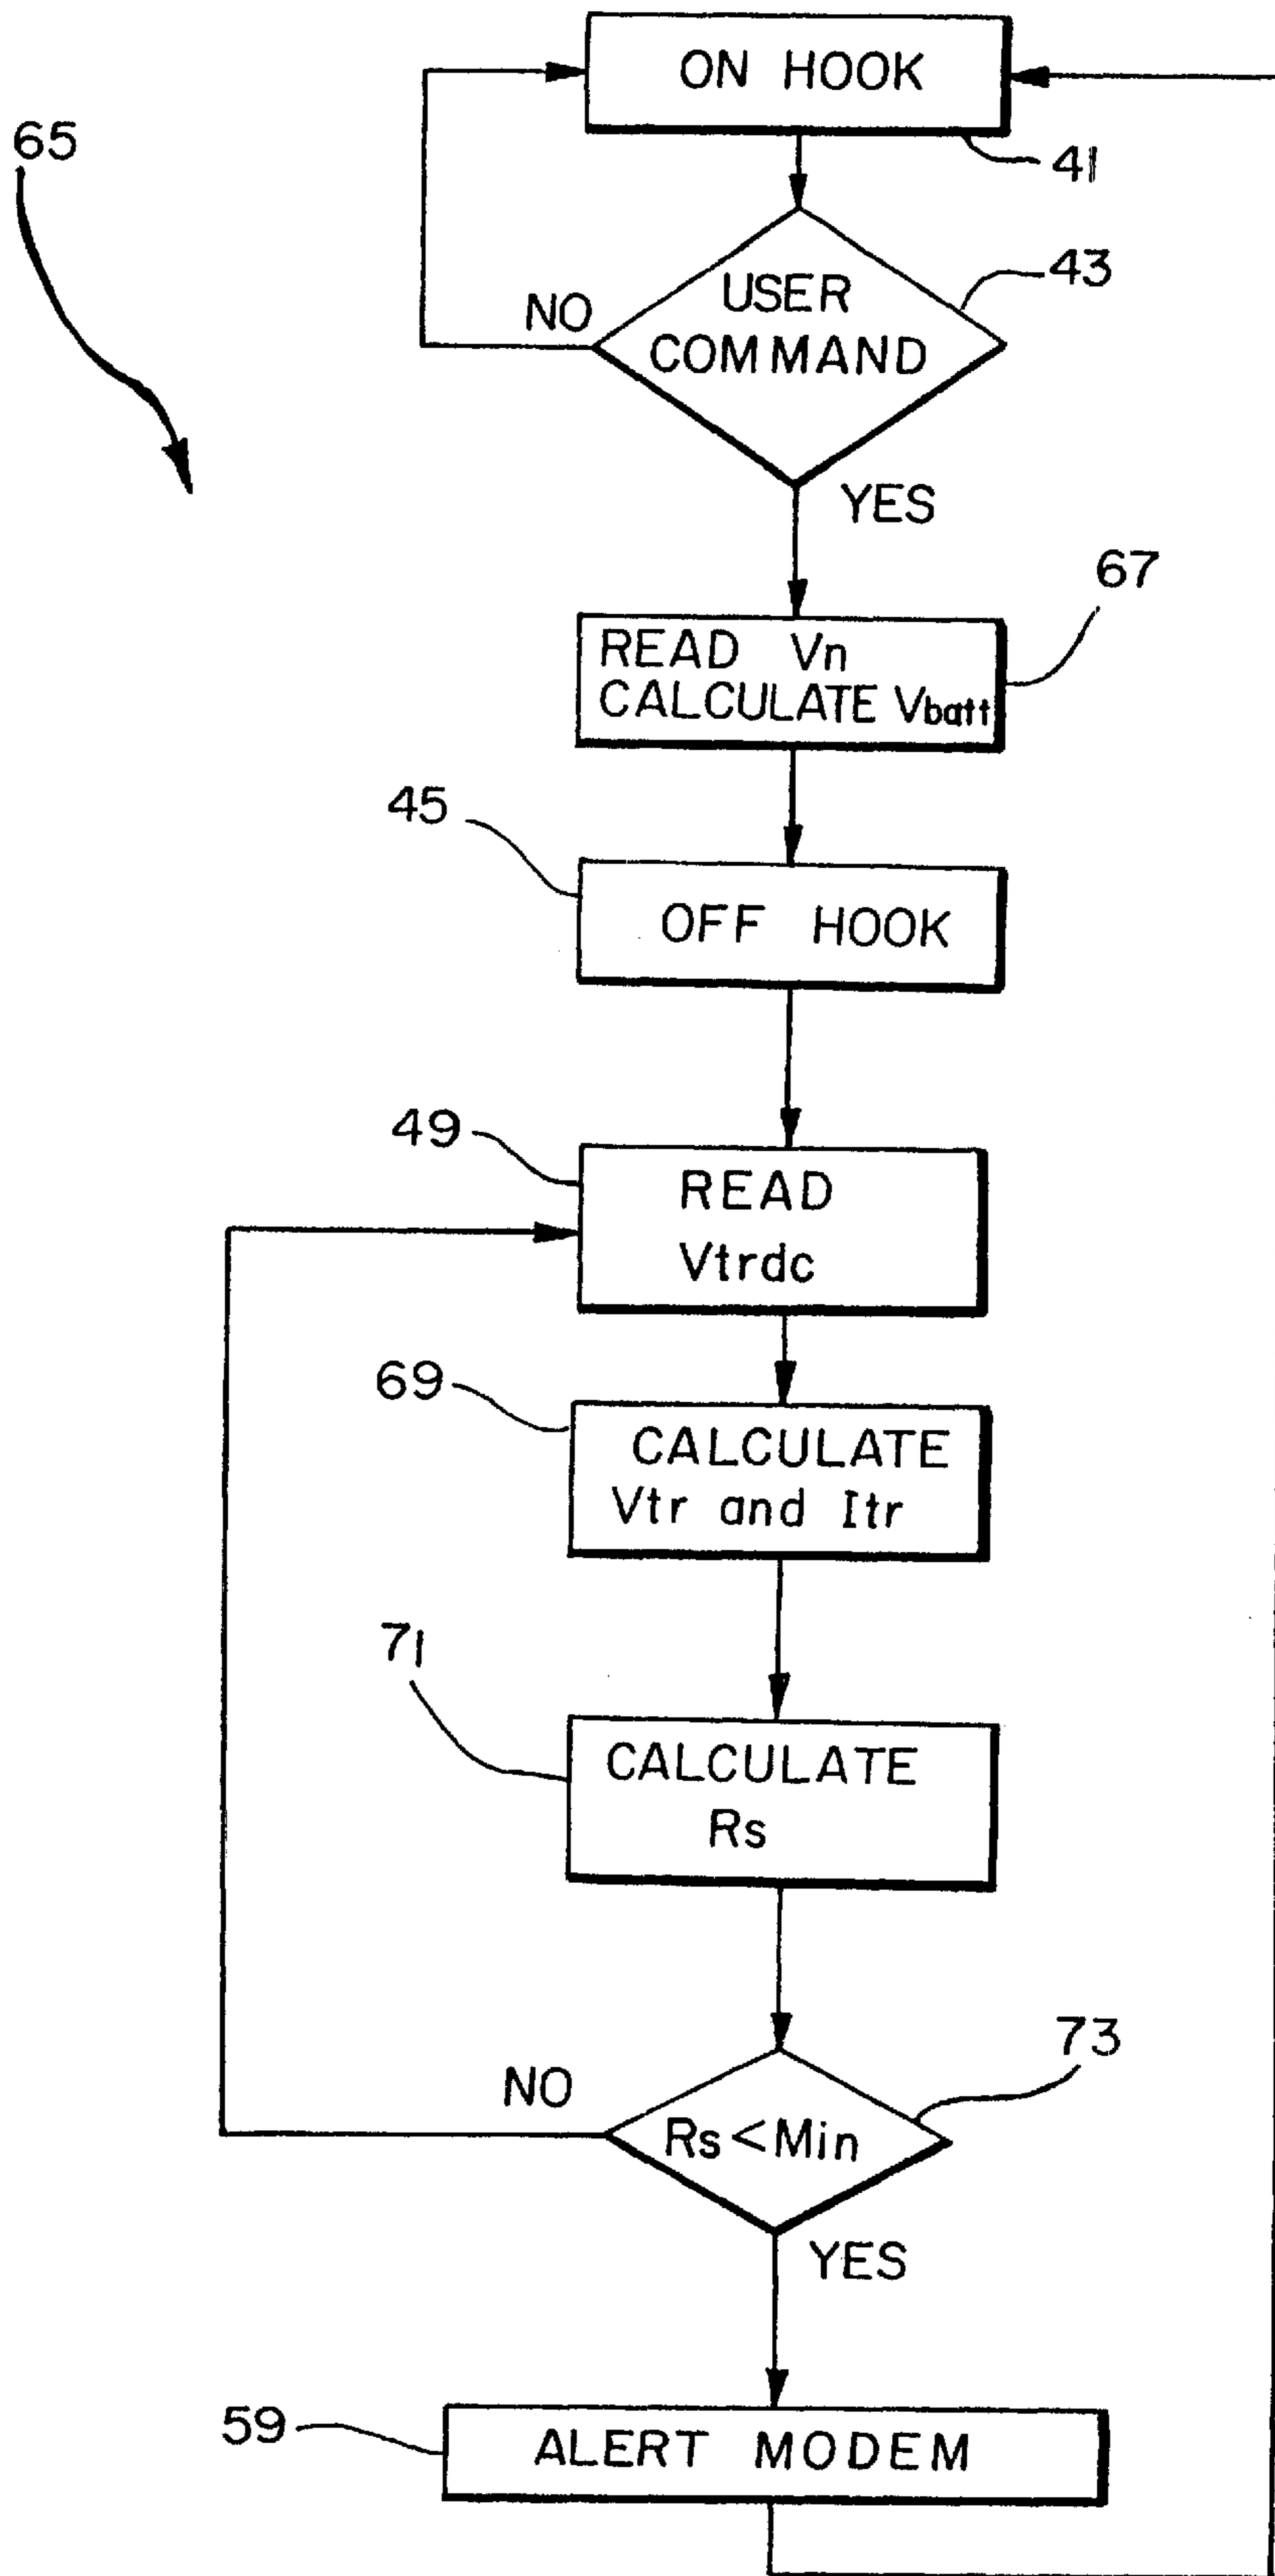 ON HOOK
65
41
43
USER
NO
COMMAND
YES
67
READ Vn
CALCULATE Vbatt
45
OFF HOOK
49
READ
Vtrdc
69
CALCULATE
Vtr and Itr
71
CALCULATE
Rs
73
NO
Rs<Min
YES
59
ALERT MODEM